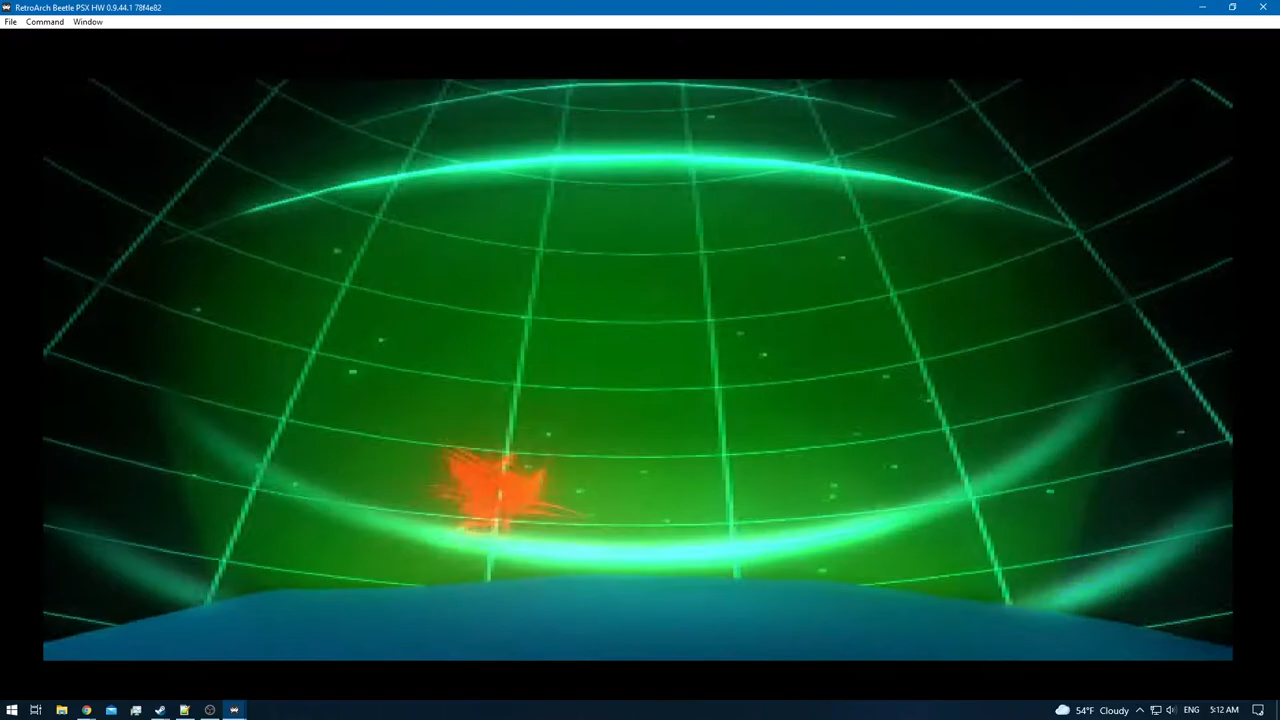 RetroArch Beetle PSX HW 0.9.44.1 78f4e82
File Command Window
54°F Cloudy ENG 5:12 AM